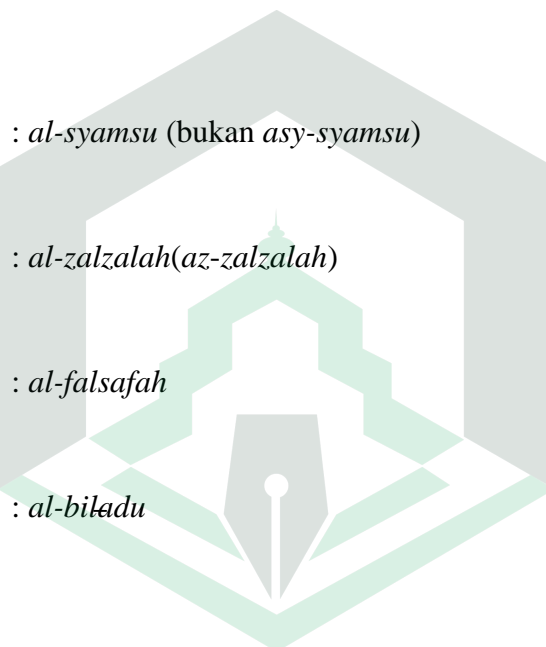 : al-syamsu (bukan asy-syamsu)
: al-zalzalah(az-zalzalah)
: al-falsafah
: al-biladu